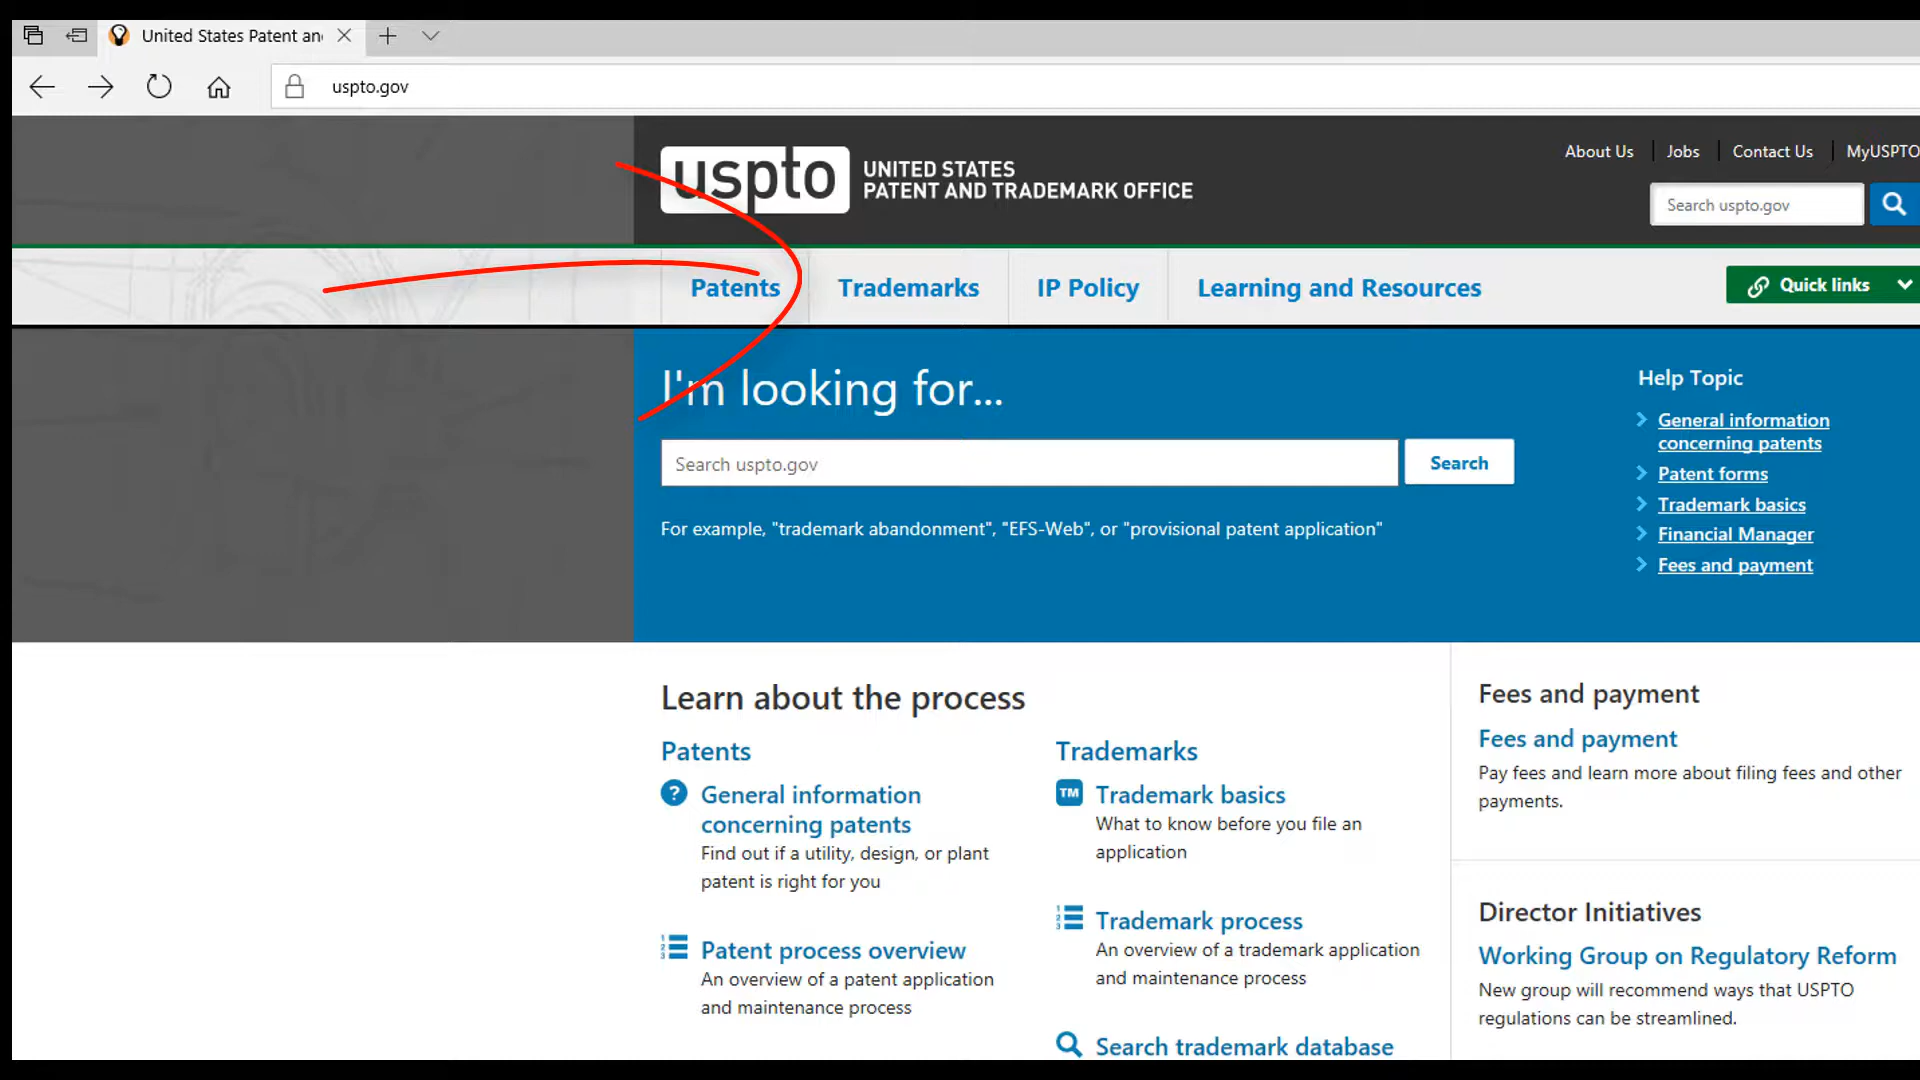 United States Patent an
uspto.gov
uspto UNITED STATES
PATENT AND TRADEMARK OFFICE
About Us Jobs Contact Us MyUSPTO
Search uspto.gov
Patents Trademarks IP Policy Learning and Resources Quick links
I'm looking for...
Search uspto.gov Search
For example, "trademark abandonment", "EFS-Web", or "provisional patent application"
Help Topic
General information
concerning patents
Patent forms
Trademark basics
Financial Manager
Fees and payment
Learn about the process
Patents
? General information
concerning patents
Find out if a utility, design, or plant
patent is right for you
Patent process overview
An overview of a patent application
and maintenance process
Trademarks
TM Trademark basics
What to know before you file an
application
Trademark process
An overview of a trademark application
and maintenance process
Search trademark database
Fees and payment
Fees and payment
Pay fees and learn more about filing fees and other
payments.
Director Initiatives
Working Group on Regulatory Reform
New group will recommend ways that USPTO
regulations can be streamlined.